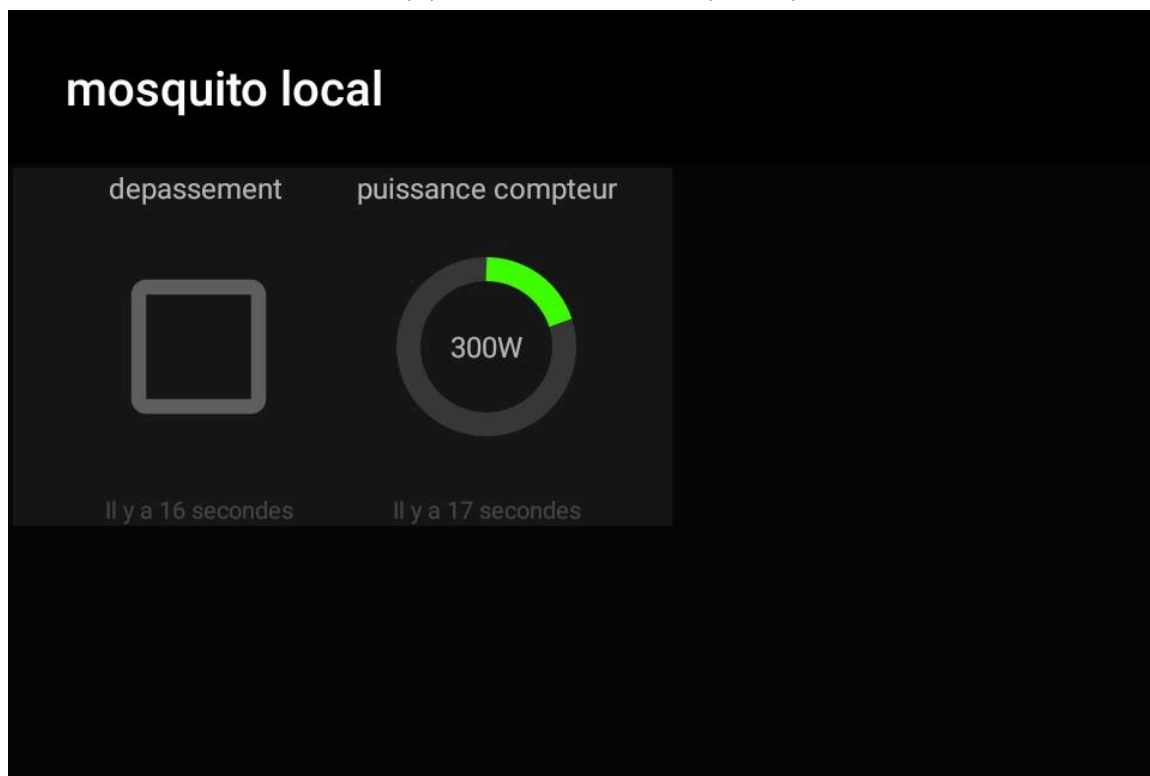 mosquito local
depassement puissance compteur
300W
Il y a 16 secondes Il y a 17 secondes